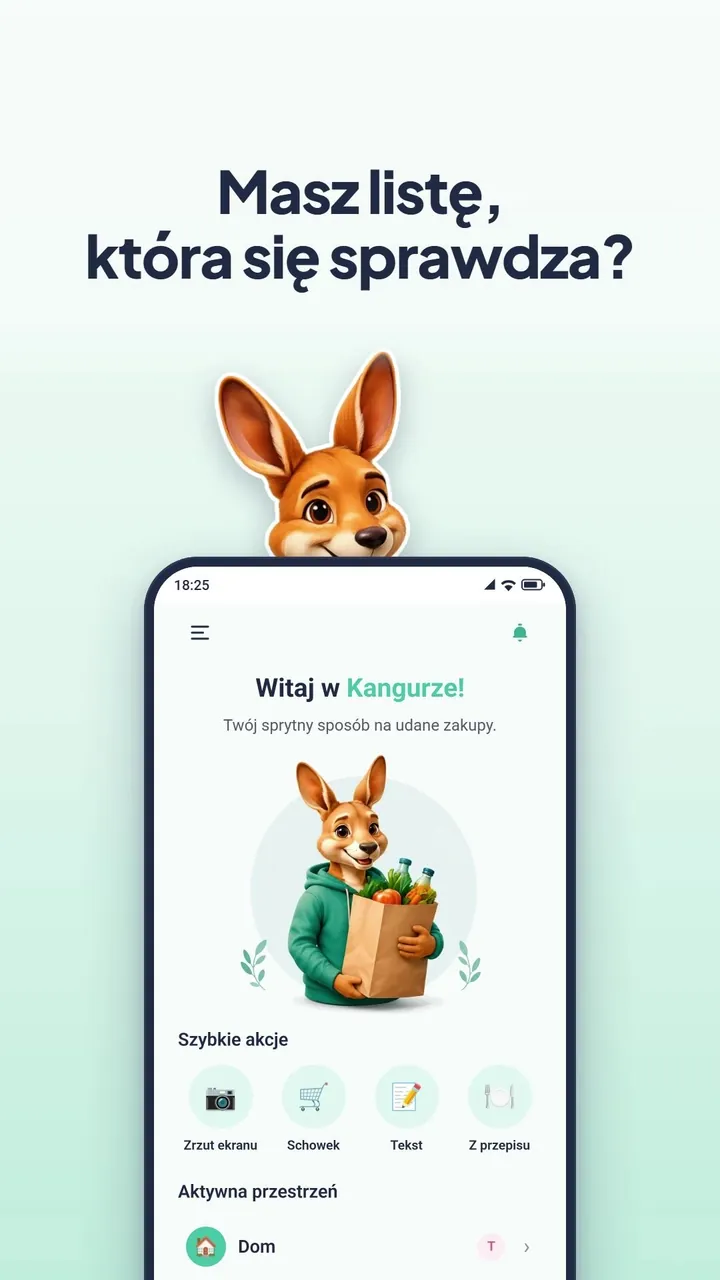 Masz listę,
która się sprawdza?
18:25
Witaj w Kangurze!
Twój sprytny sposób na udane zakupy.
Szybkie akcje
Zrzut ekranu
Schowek
Tekst
Z przepisu
Aktywna przestrzeń
Dom
T